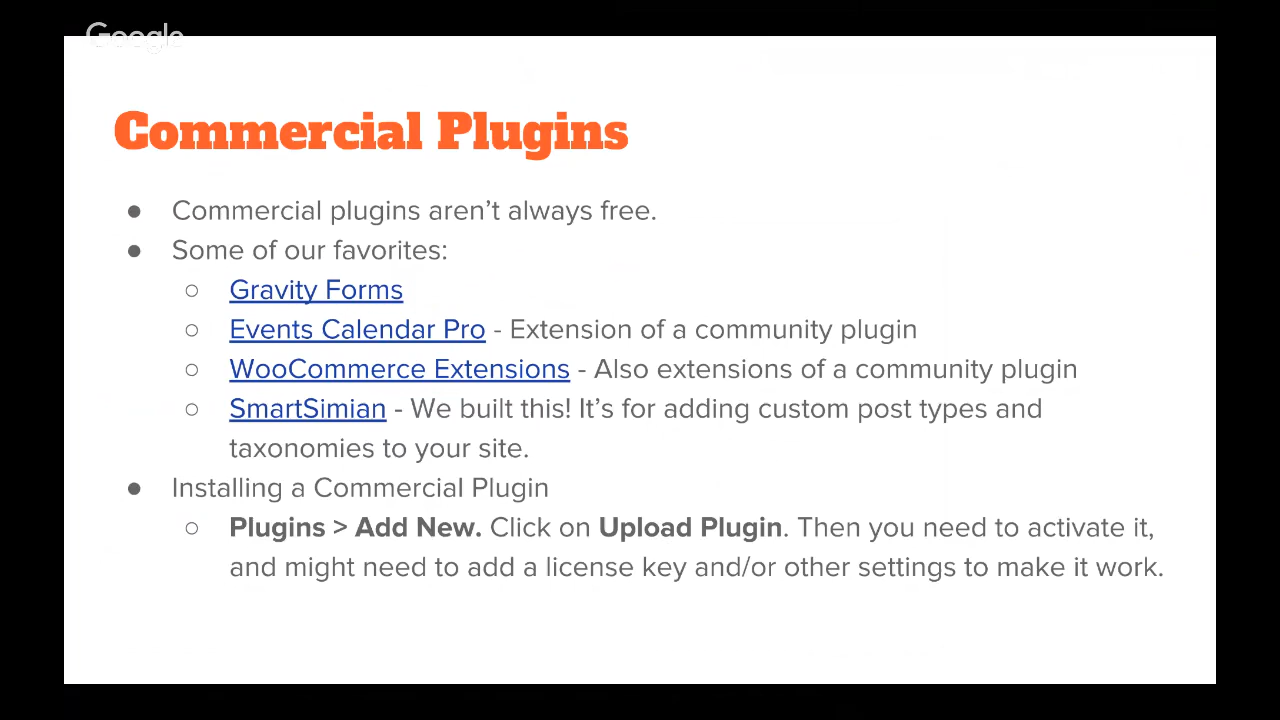 Google
Commercial Plugins
● Commercial plugins aren’t always free.
● Some of our favorites:
○ Gravity Forms
○ Events Calendar Pro - Extension of a community plugin
○ WooCommerce Extensions - Also extensions of a community plugin
○ SmartSimian - We built this! It’s for adding custom post types and
taxonomies to your site.
● Installing a Commercial Plugin
○ Plugins > Add New. Click on Upload Plugin. Then you need to activate it,
and might need to add a license key and/or other settings to make it work.